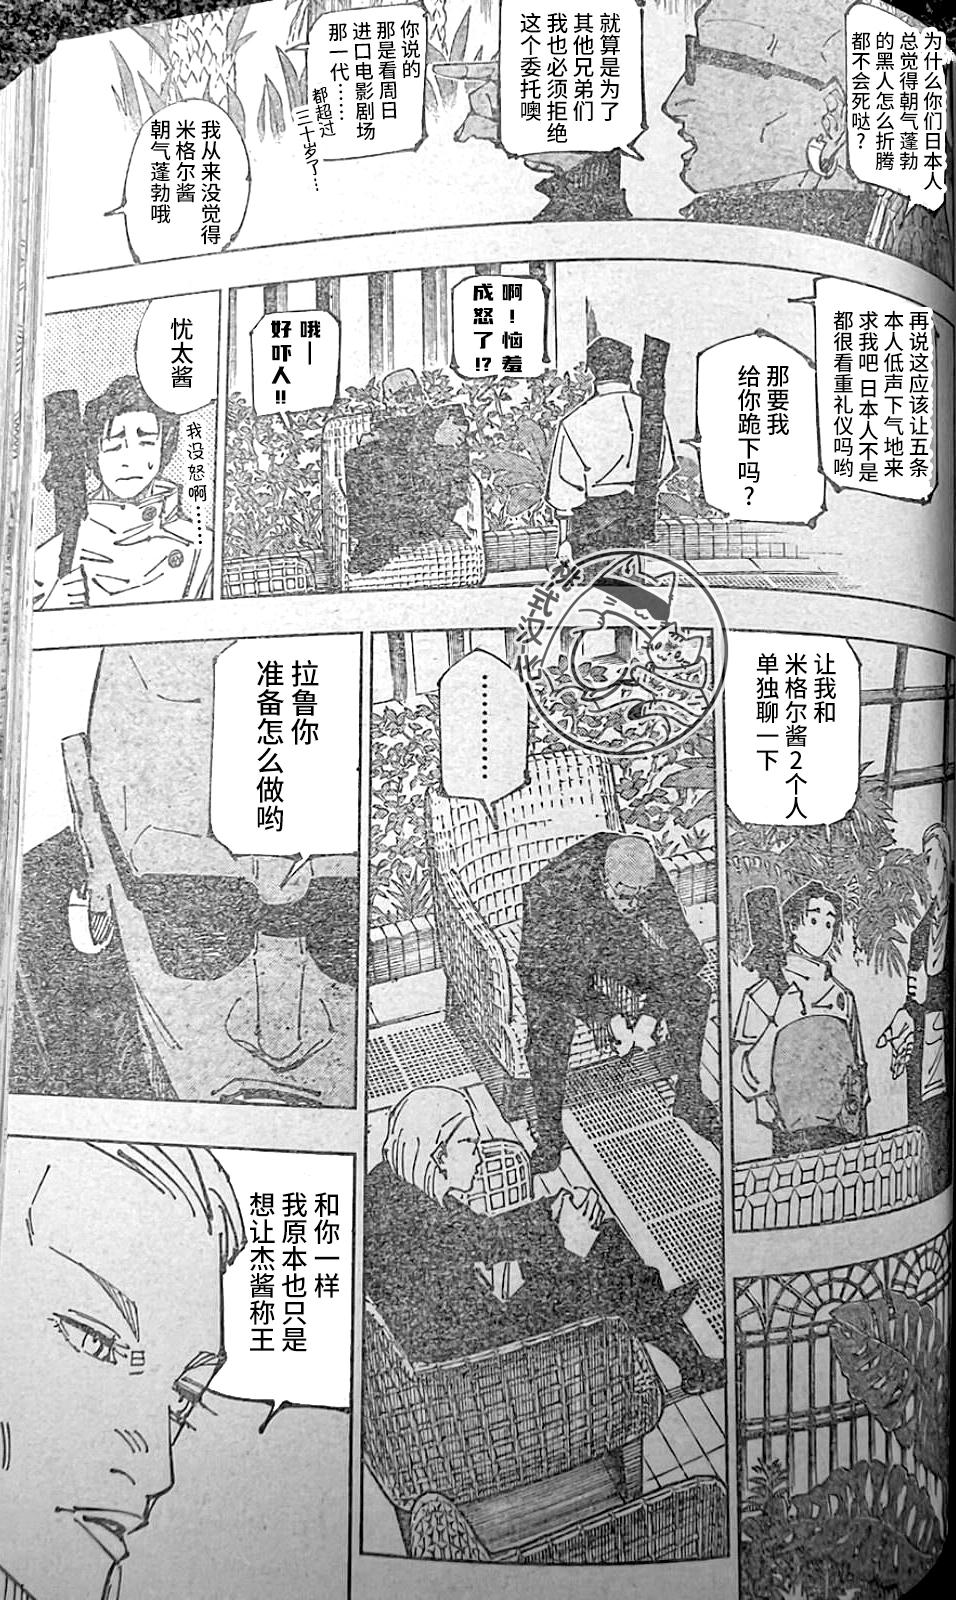 为什么你们日本人
总觉得朝气蓬勃
的黑人怎么折腾
都不会死哒?
就算是为了
其他兄弟们
我也必须拒绝
这个委托噢
你说的
那是看周日
进口电影剧场
那一代……
都超过
三十岁了…
我从来没觉得
米格尔酱
朝气蓬勃哦
再说这应该让五条
本人低声下气地来
求我吧日本人不是
都很看重礼仪吗哟
那要我
给你跪下吗?
啊!恼羞
成怒了!?
哦—
好吓人!!
忧太酱
我没怒啊……
让我和
米格尔酱2个人
单独聊一下
………
拉鲁你
准备怎么做哟
和你一样
我原本也只是
想让杰酱称王